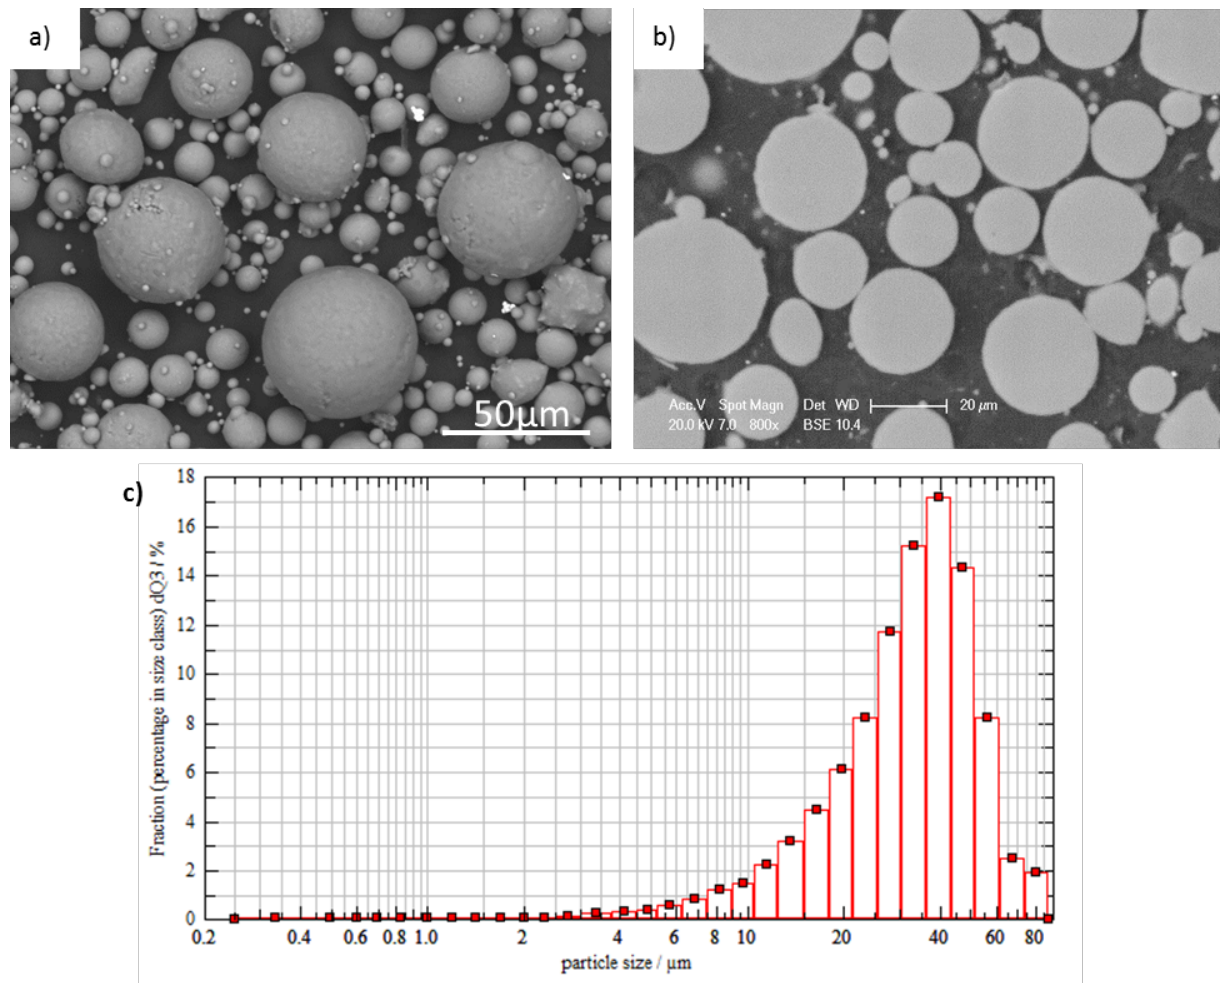 a)
50µm
b)
Acc.V Spot Magn Det WD 20 µm
20.0 kV 7.0 800x BSE 10.4
c)
Fraction (percentage in size class) dQ3 / %
18
16
14
12
10
8
6
4
2
0
0.2 0.4 0.6 0.8 1.0 2 4 6 8 10 20 40 60 80
particle size / µm